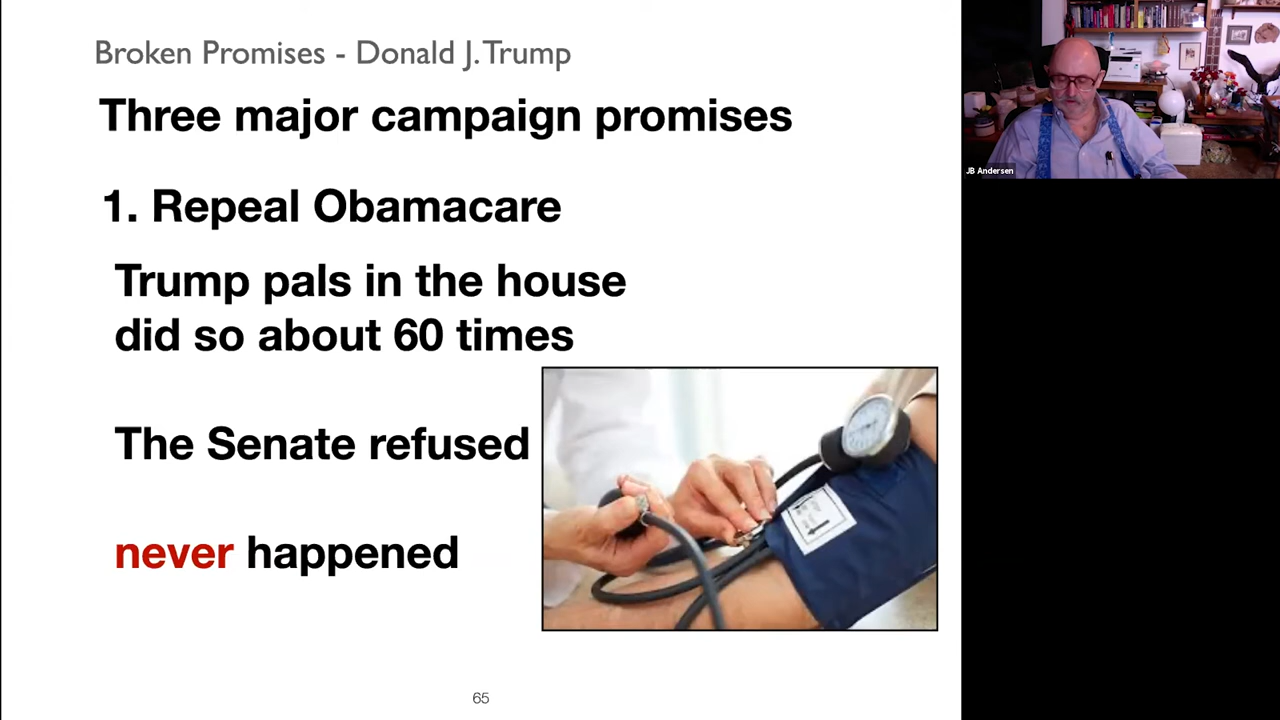 Broken Promises - Donald J. Trump
Three major campaign promises
1. Repeal Obamacare
Trump pals in the house
did so about 60 times
The Senate refused
never happened
65
JB Andersen